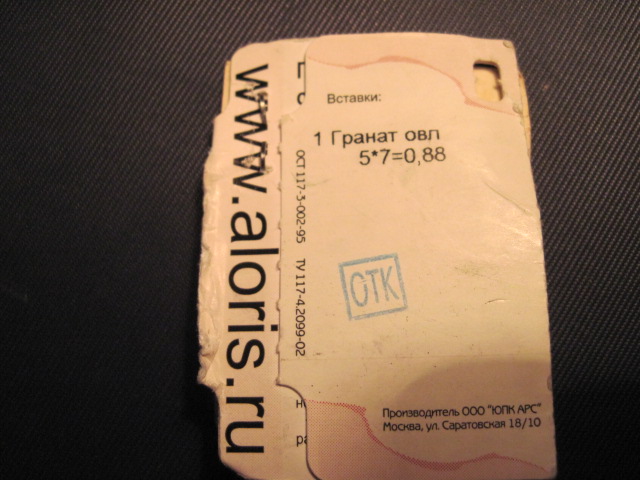 Вставки:
1 Гранат овл
5*7=0,88
ОТК
Производитель ООО "ЮПК АРС"
Москва, ул. Саратовская 18/10
ОСТ 117-3-002-95 TV 117-4.2099-02
www.aloris.ru